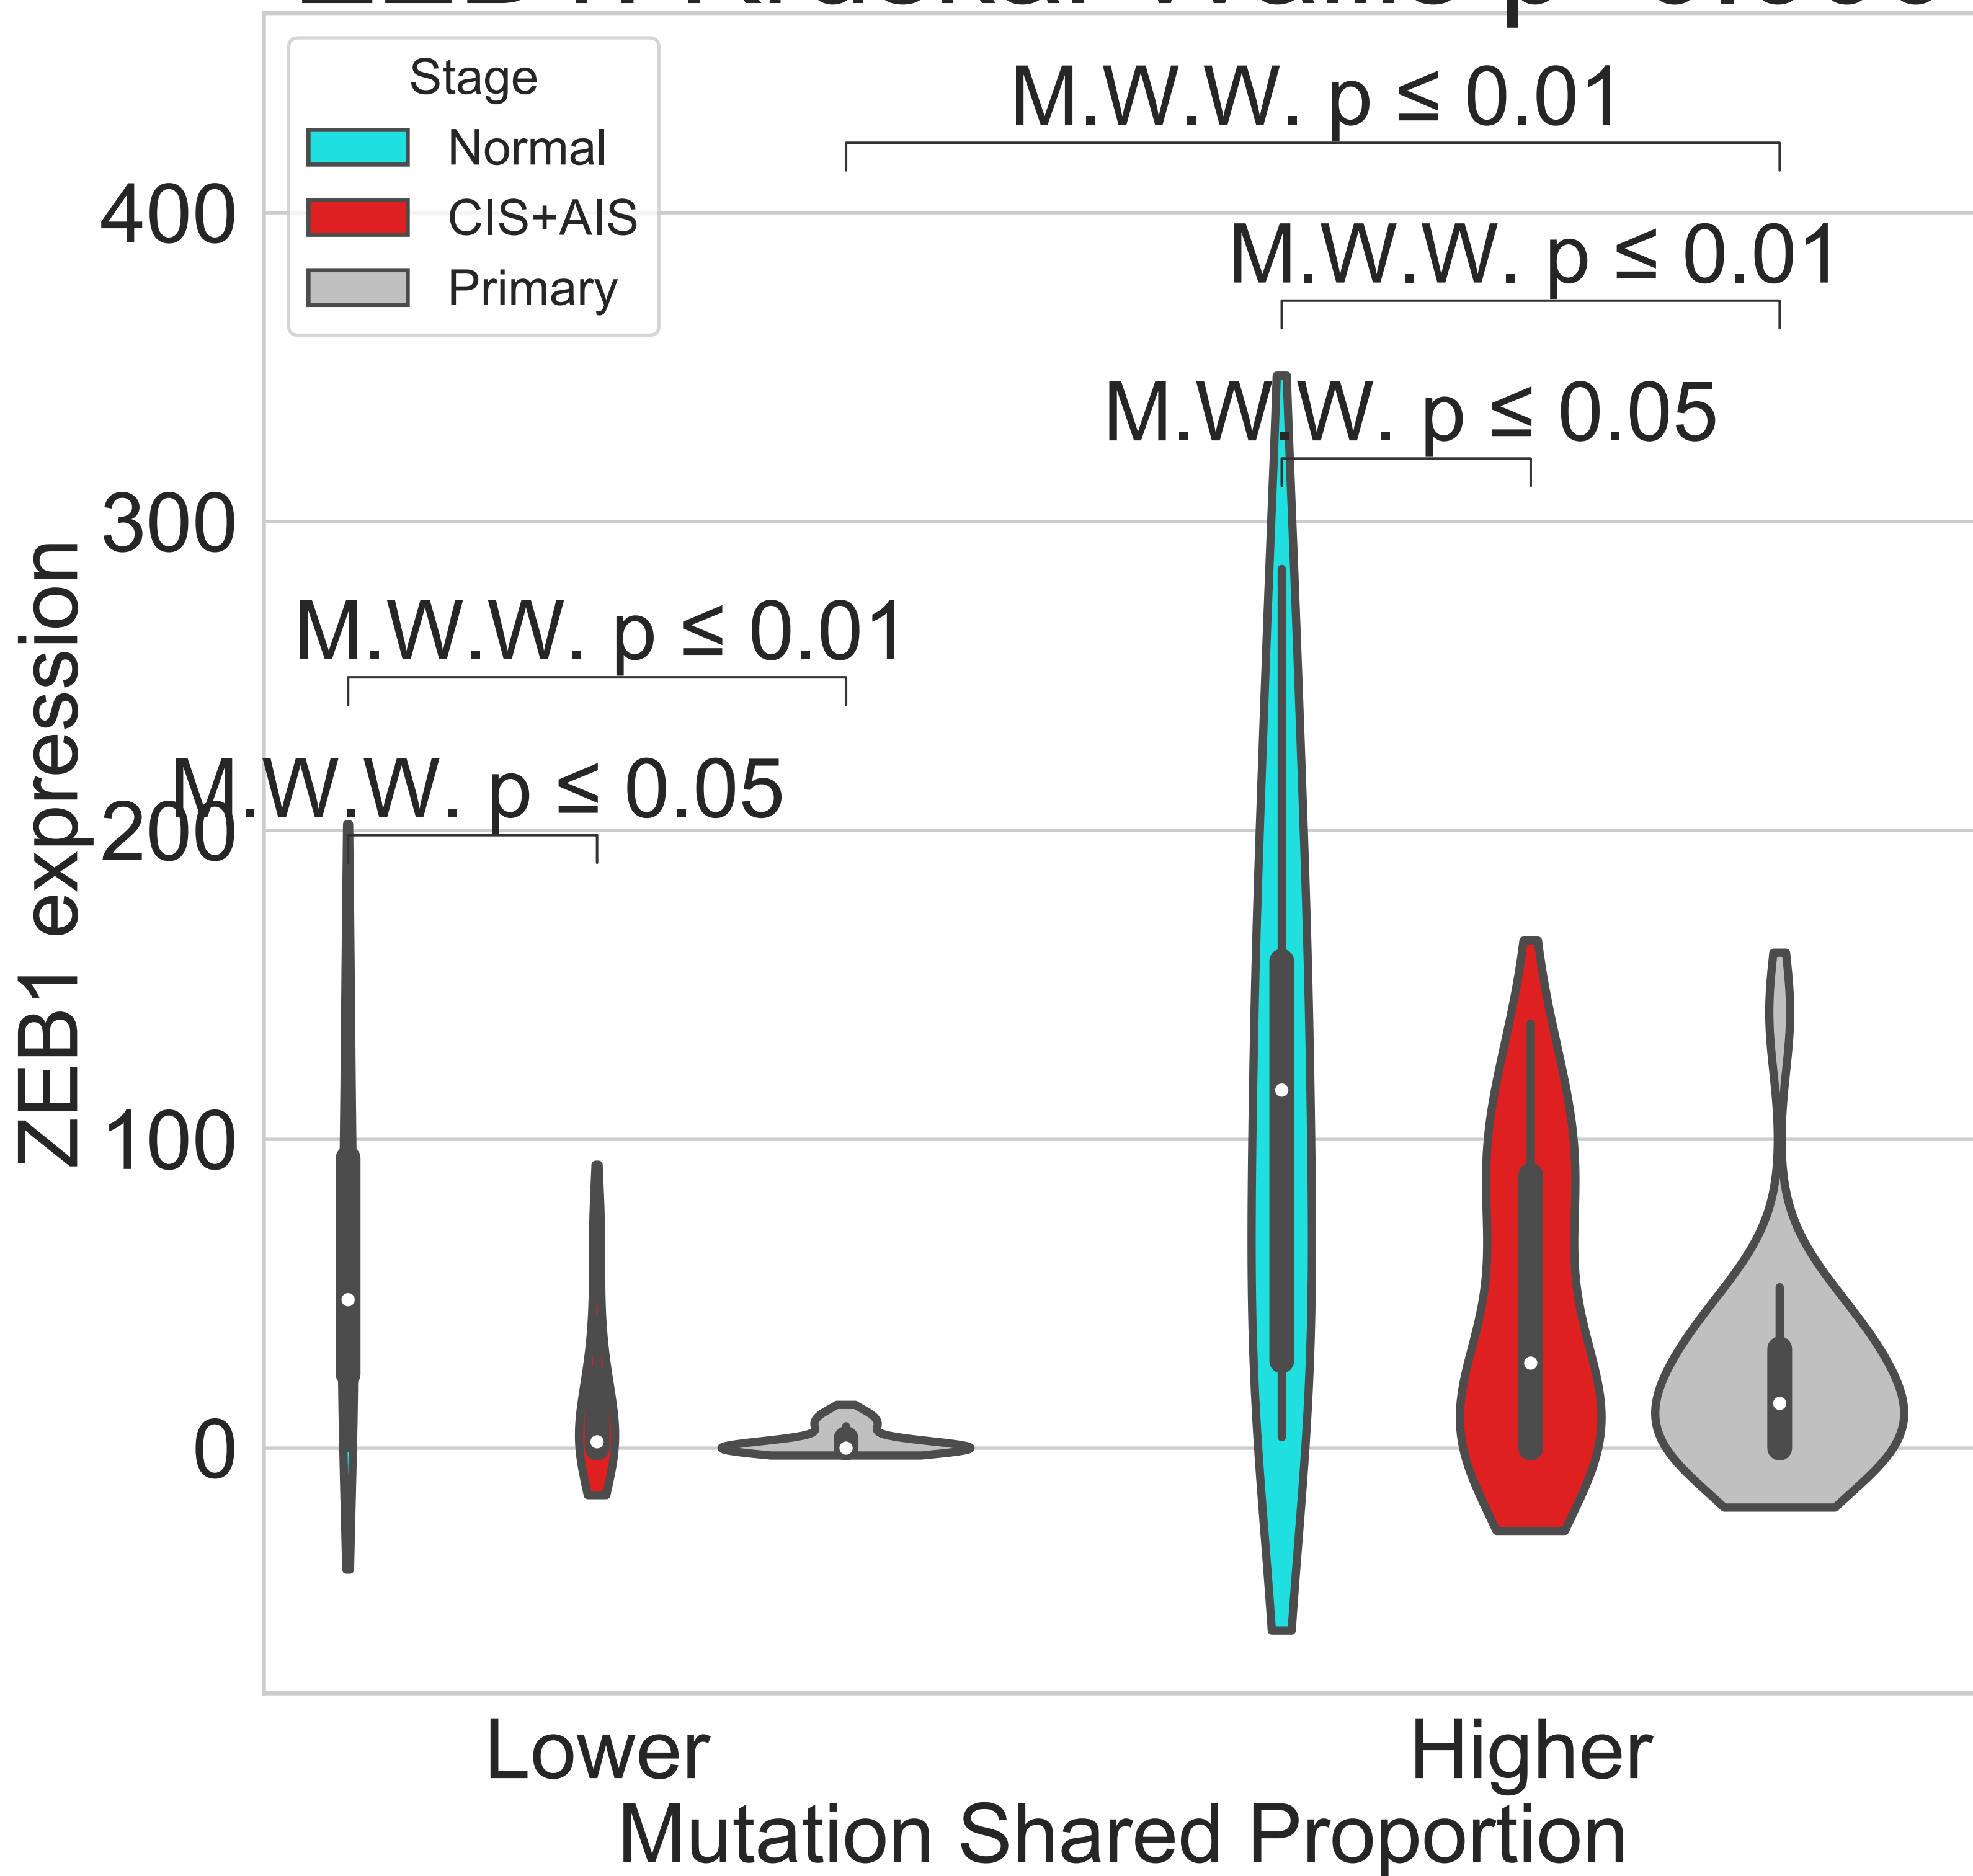 Stage
Normal
CIS+AIS
Primary
M.W.W. p ≤ 0.01
M.W.W. p ≤ 0.01
M.W.W. p ≤ 0.05
M.W.W. p ≤ 0.01
M.W.W. p ≤ 0.05
400
300
200
100
0
ZEB1 expression
Lower
Higher
Mutation Shared Proportion